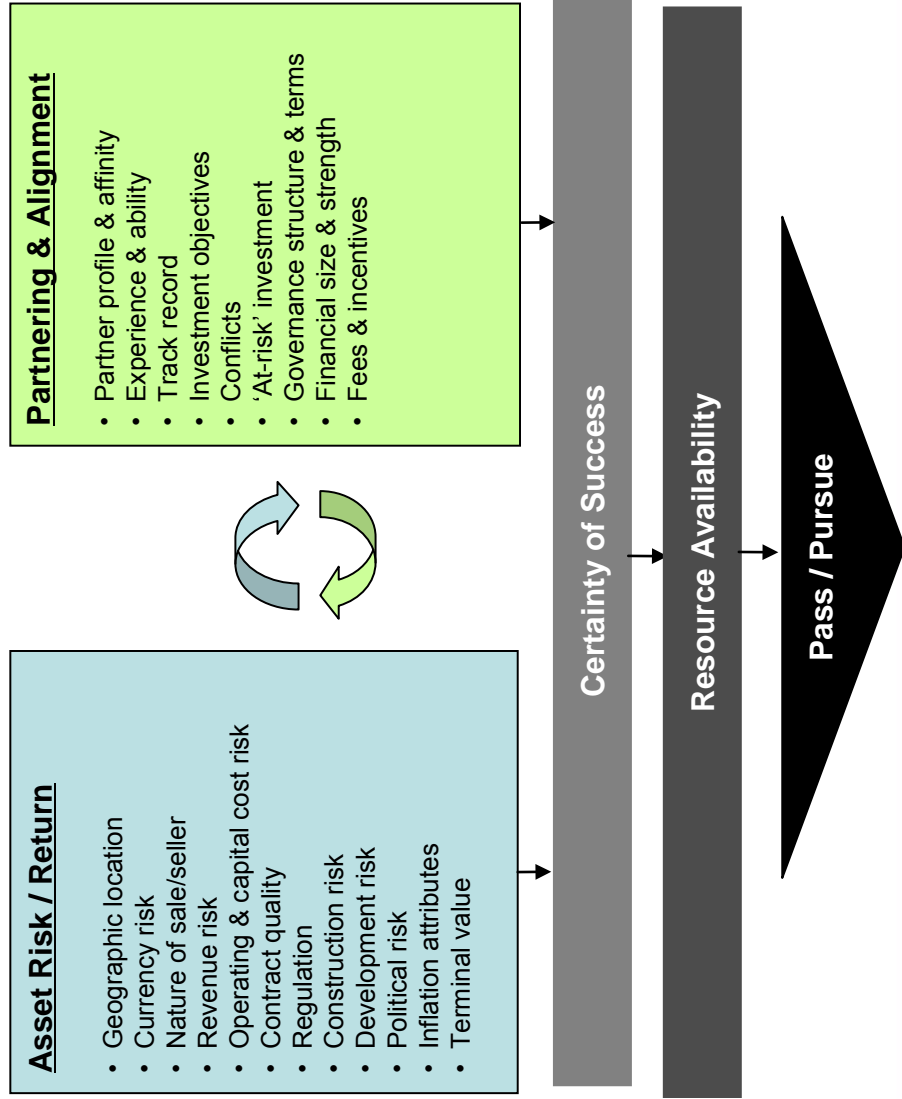 Asset Risk / Return
• Geographic location
• Currency risk
• Nature of sale/seller
• Revenue risk
• Operating & capital cost risk
• Contract quality
• Regulation
• Construction risk
• Development risk
• Political risk
• Inflation attributes
• Terminal value
Partnering & Alignment
• Partner profile & affinity
• Experience & ability
• Track record
• Investment objectives
• Conflicts
• ‘At-risk’ investment
• Governance structure & terms
• Financial size & strength
• Fees & incentives
Certainty of Success
Resource Availability
Pass / Pursue